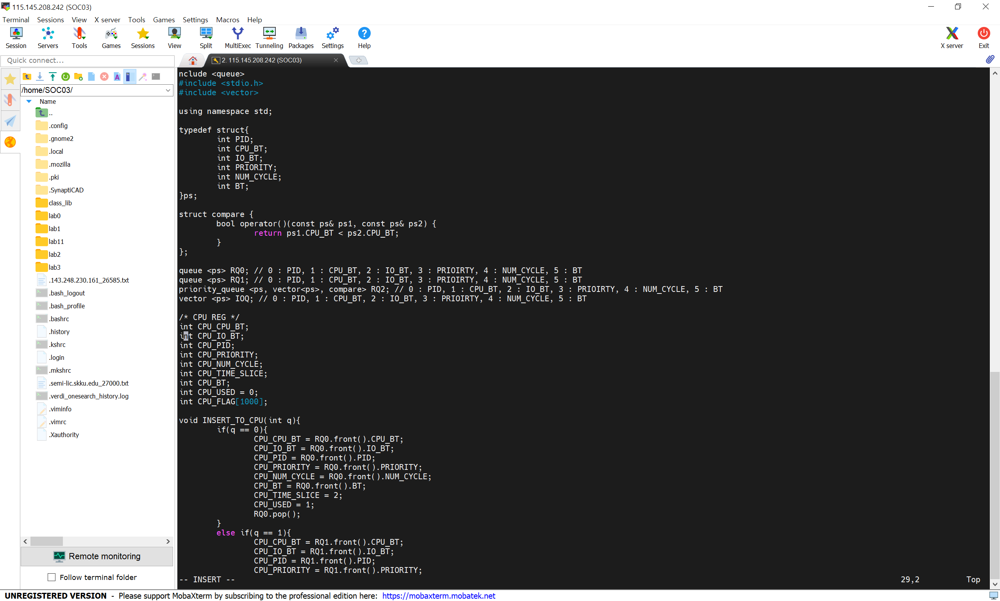 115.145.208.242 (SOC03)
Terminal Sessions View X server Tools Games Settings Macros Help
Session Servers Tools Games Sessions View Split MultiExec Tunneling Packages Settings Help X server Exit
Quick connect...
2. 115.145.208.242 (SOC03)
/home/SOC03/
Name
..
.config
.gnome2
.local
.mozilla
.pki
.SynaptiCAD
class_lib
lab0
lab1
lab11
lab2
lab3
.143.248.230.161_26585.txt
.bash_logout
.bash_profile
.bashrc
.history
.kshrc
.login
.mkshrc
.semi-lic.skku.edu_27000.txt
.verdi_onesearch_history.log
.viminfo
.vimrc
.Xauthority
Remote monitoring
Follow terminal folder
nclude <queue>
#include <stdio.h>
#include <vector>
using namespace std;
typedef struct{
int PID;
int CPU_BT;
int IO_BT;
int PRIORITY;
int NUM_CYCLE;
int BT;
}ps;
struct compare {
bool operator()(const ps& ps1, const ps& ps2) {
return ps1.CPU_BT < ps2.CPU_BT;
}
};
queue <ps> RQ0; // 0 : PID, 1 : CPU_BT, 2 : IO_BT, 3 : PRIOIRTY, 4 : NUM_CYCLE, 5 : BT
queue <ps> RQ1; // 0 : PID, 1 : CPU_BT, 2 : IO_BT, 3 : PRIOIRTY, 4 : NUM_CYCLE, 5 : BT
priority_queue <ps, vector<ps>, compare> RQ2; // 0 : PID, 1 : CPU_BT, 2 : IO_BT, 3 : PRIOIRTY, 4 : NUM_CYCLE, 5 : BT
vector <ps> IOQ; // 0 : PID, 1 : CPU_BT, 2 : IO_BT, 3 : PRIOIRTY, 4 : NUM_CYCLE, 5 : BT
/* CPU REG */
int CPU_CPU_BT;
int CPU_IO_BT;
int CPU_PID;
int CPU_PRIORITY;
int CPU_NUM_CYCLE;
int CPU_TIME_SLICE;
int CPU_BT;
int CPU_USED = 0;
int CPU_FLAG[1000];
void INSERT_TO_CPU(int q){
if(q == 0){
CPU_CPU_BT = RQ0.front().CPU_BT;
CPU_IO_BT = RQ0.front().IO_BT;
CPU_PID = RQ0.front().PID;
CPU_PRIORITY = RQ0.front().PRIORITY;
CPU_NUM_CYCLE = RQ0.front().NUM_CYCLE;
CPU_BT = RQ0.front().BT;
CPU_TIME_SLICE = 2;
CPU_USED = 1;
RQ0.pop();
}
else if(q == 1){
CPU_CPU_BT = RQ1.front().CPU_BT;
CPU_IO_BT = RQ1.front().IO_BT;
CPU_PID = RQ1.front().PID;
CPU_PRIORITY = RQ1.front().PRIORITY;
-- INSERT -- 29,2 Top
UNREGISTERED VERSION - Please support MobaXterm by subscribing to the professional edition here: https://mobaxterm.mobatek.net